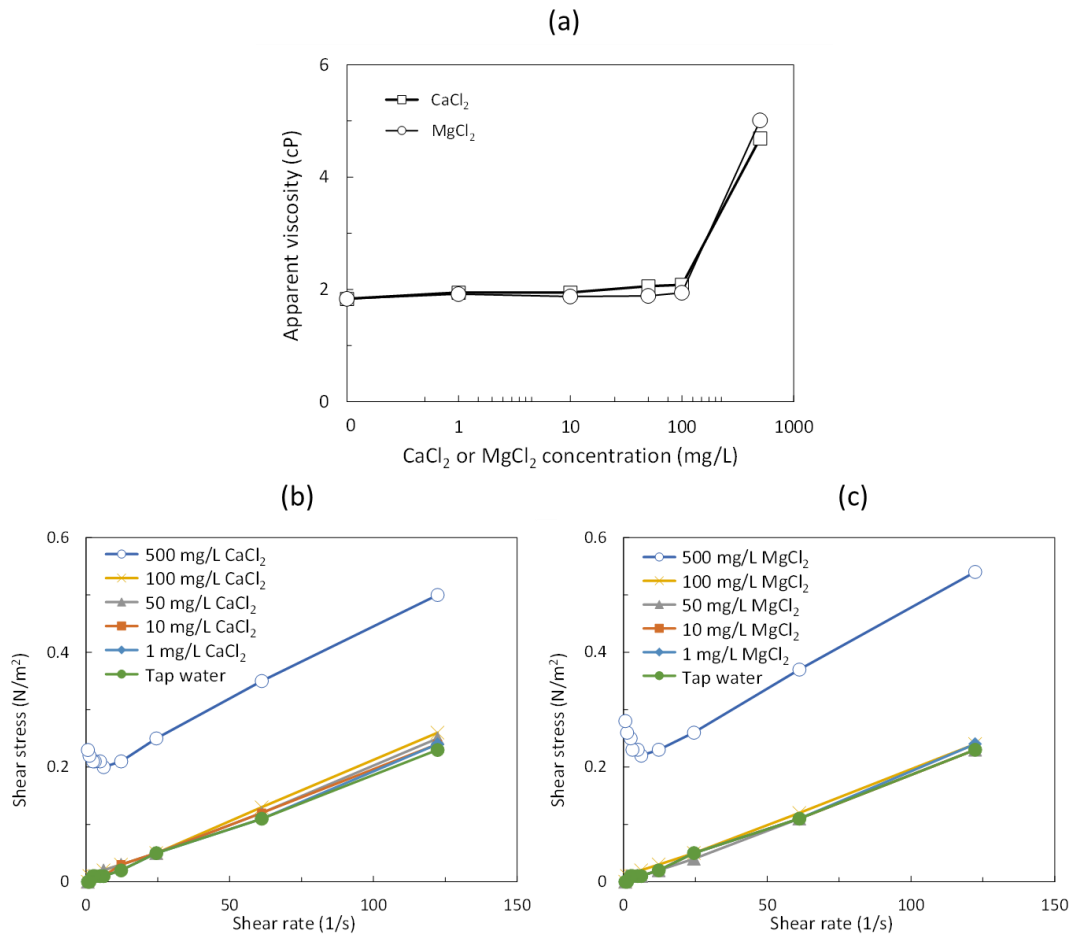 (a)
6
4
2
0
CaCl₂
MgCl₂
Apparent viscosity (cP)
0 1 10 100 1000
CaCl₂ or MgCl₂ concentration (mg/L)
(b)
0.6
0.4
0.2
0
500 mg/L CaCl₂
100 mg/L CaCl₂
50 mg/L CaCl₂
10 mg/L CaCl₂
1 mg/L CaCl₂
Tap water
Shear stress (N/m²)
0 50 100 150
Shear rate (1/s)
(c)
0.6
0.4
0.2
0
500 mg/L MgCl₂
100 mg/L MgCl₂
50 mg/L MgCl₂
10 mg/L MgCl₂
1 mg/L MgCl₂
Tap water
Shear stress (N/m²)
0 50 100 150
Shear rate (1/s)